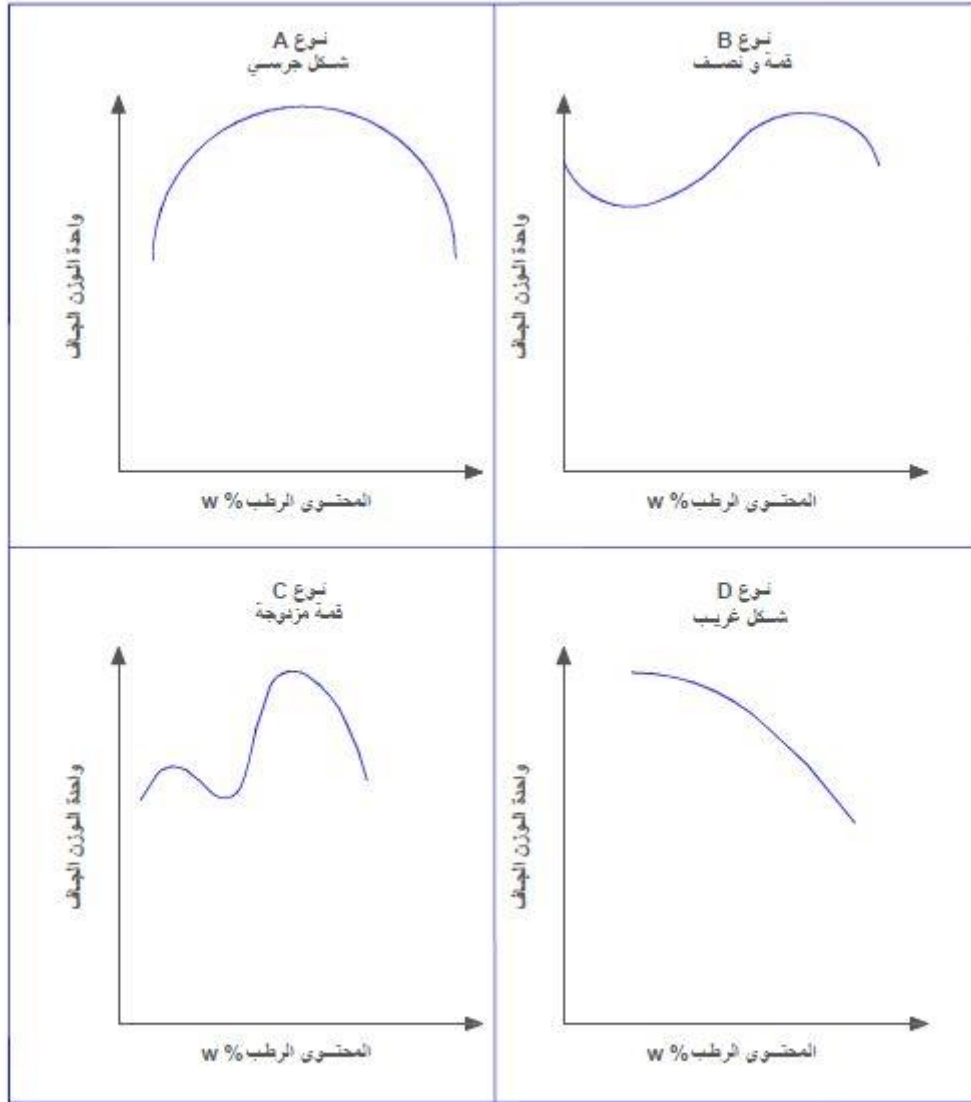 نوع A
شكل جرسي
واحدة الوزن الجاف
المحتوى الرطب % w
نوع B
قمة و نصف
واحدة الوزن الجاف
المحتوى الرطب % w
نوع C
قمة مزدوجة
واحدة الوزن الجاف
المحتوى الرطب % w
نوع D
شكل غريب
واحدة الوزن الجاف
المحتوى الرطب % w